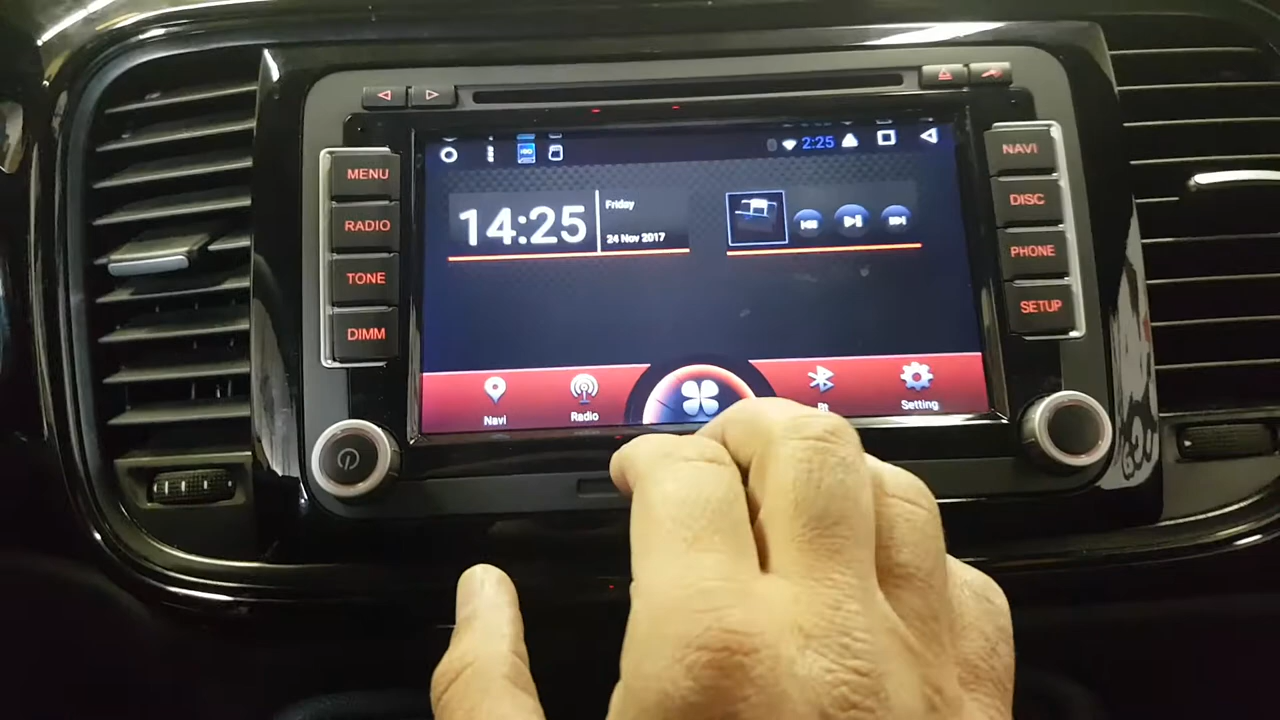 MENU
RADIO
TONE
DIMM
2:25
14:25
Friday
24 Nov 2017
Navi
Radio
Bt
Setting
NAVI
DISC
PHONE
SETUP